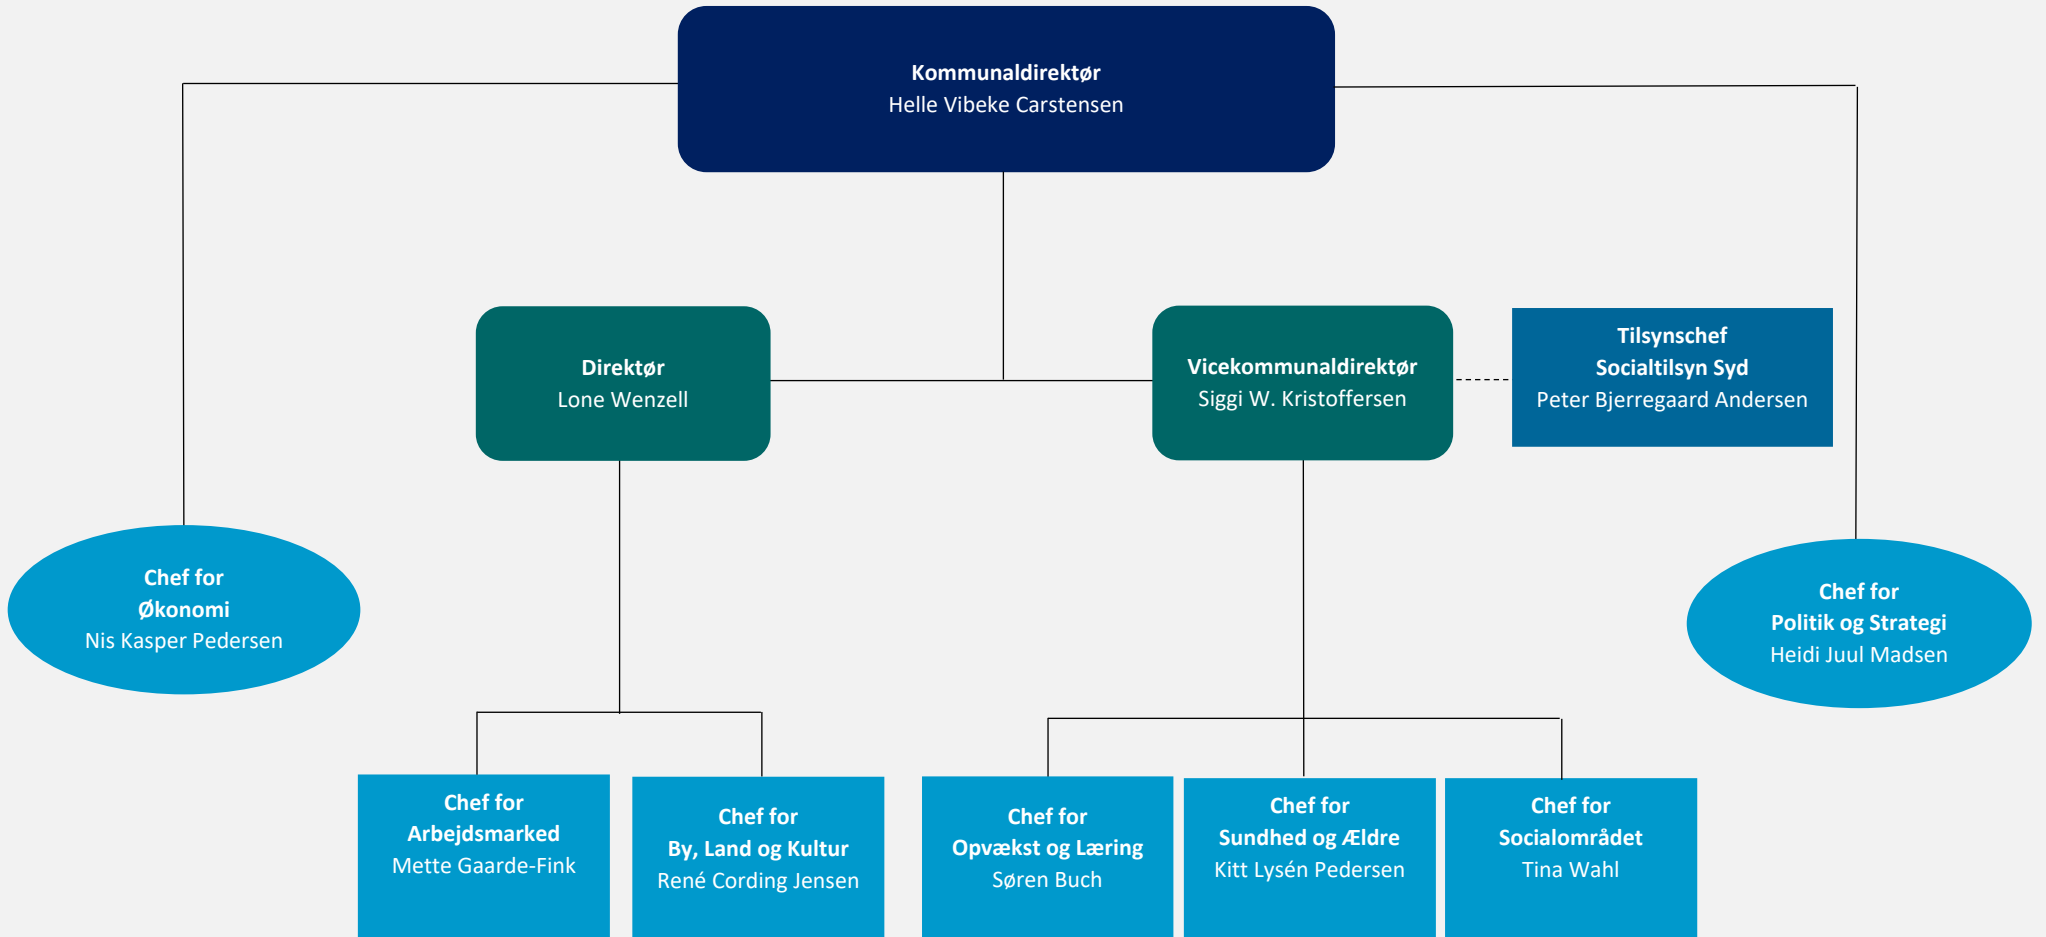 Kommunaldirektør
Helle Vibeke Carstensen
Direktør
Lone Wenzell
Vicekommunaldirektør
Siggi W. Kristoffersen
Tilsynschef
Socialtilsyn Syd
Peter Bjerregaard Andersen
Chef for
Økonomi
Nis Kasper Pedersen
Chef for
Politik og Strategi
Heidi Juul Madsen
Chef for
Arbejdsmarked
Mette Gaarde-Fink
Chef for
By, Land og Kultur
René Cording Jensen
Chef for
Opvækst og Læring
Søren Buch
Chef for
Sundhed og Ældre
Kitt Lysén Pedersen
Chef for
Socialområdet
Tina Wahl